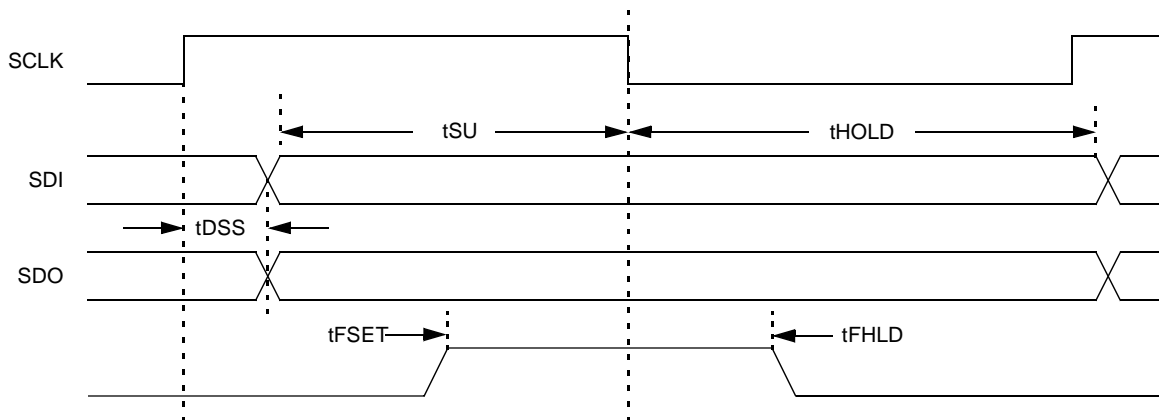 SCLK
tSU
tHOLD
SDI
tDSS
SDO
tFSET
tFHLD